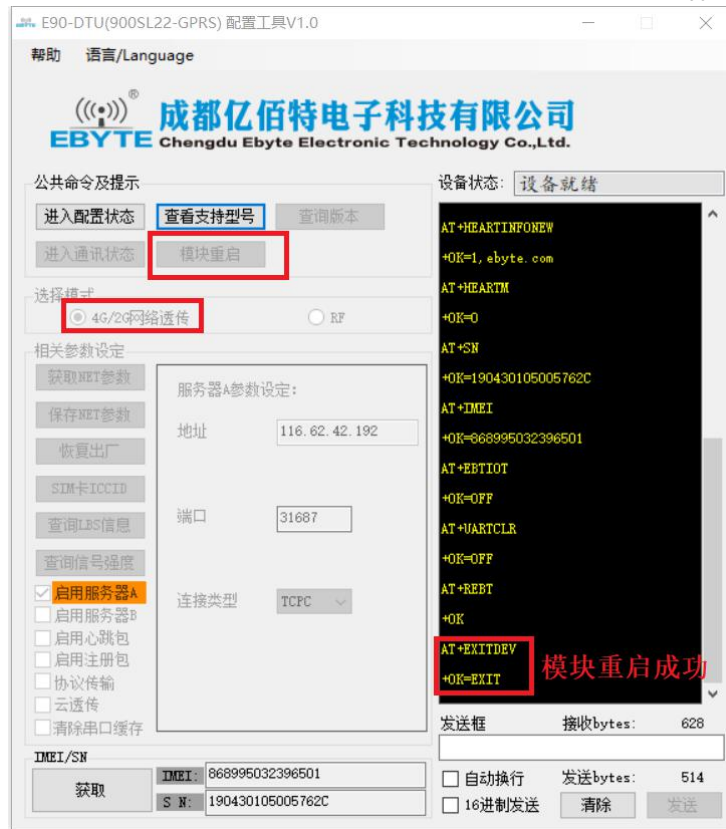 E90-DTU(900SL22-GPRS) 配置工具V1.0
帮助 语言/Language
EBYTE ®
成都亿佰特电子科技有限公司
Chengdu Ebyte Electronic Technology Co.,Ltd.
公共命令及提示
进入配置状态 查看支持型号 查询版本
进入通讯状态 模块重启
选择模式
4G/2G网络透传 RF
相关参数设定
获取NET参数
保存NET参数
恢复出厂
SIM卡ICCID
查询LBS信息
查询信号强度
启用服务器A
启用服务器B
启用心跳包
启用注册包
协议传输
云透传
清除串口缓存
服务器A参数设定:
地址 116.62.42.192
端口 31687
连接类型 TCPC
IMEI/SN
获取
IMEI: 868995032396501
S N: 190430105005762C
设备状态: 设备就绪
AT+HEARTINFONEW
+OK=1,ebyte.com
AT+HEARTM
+OK=0
AT+SN
+OK=190430105005762C
AT+IMEI
+OK=868995032396501
AT+EBTIOT
+OK=OFF
AT+UARTCLR
+OK=OFF
AT+REBT
+OK
AT+EXITDEV
+OK=EXIT
模块重启成功
发送框 接收bytes: 628
自动换行 发送bytes: 514
16进制发送 清除 发送